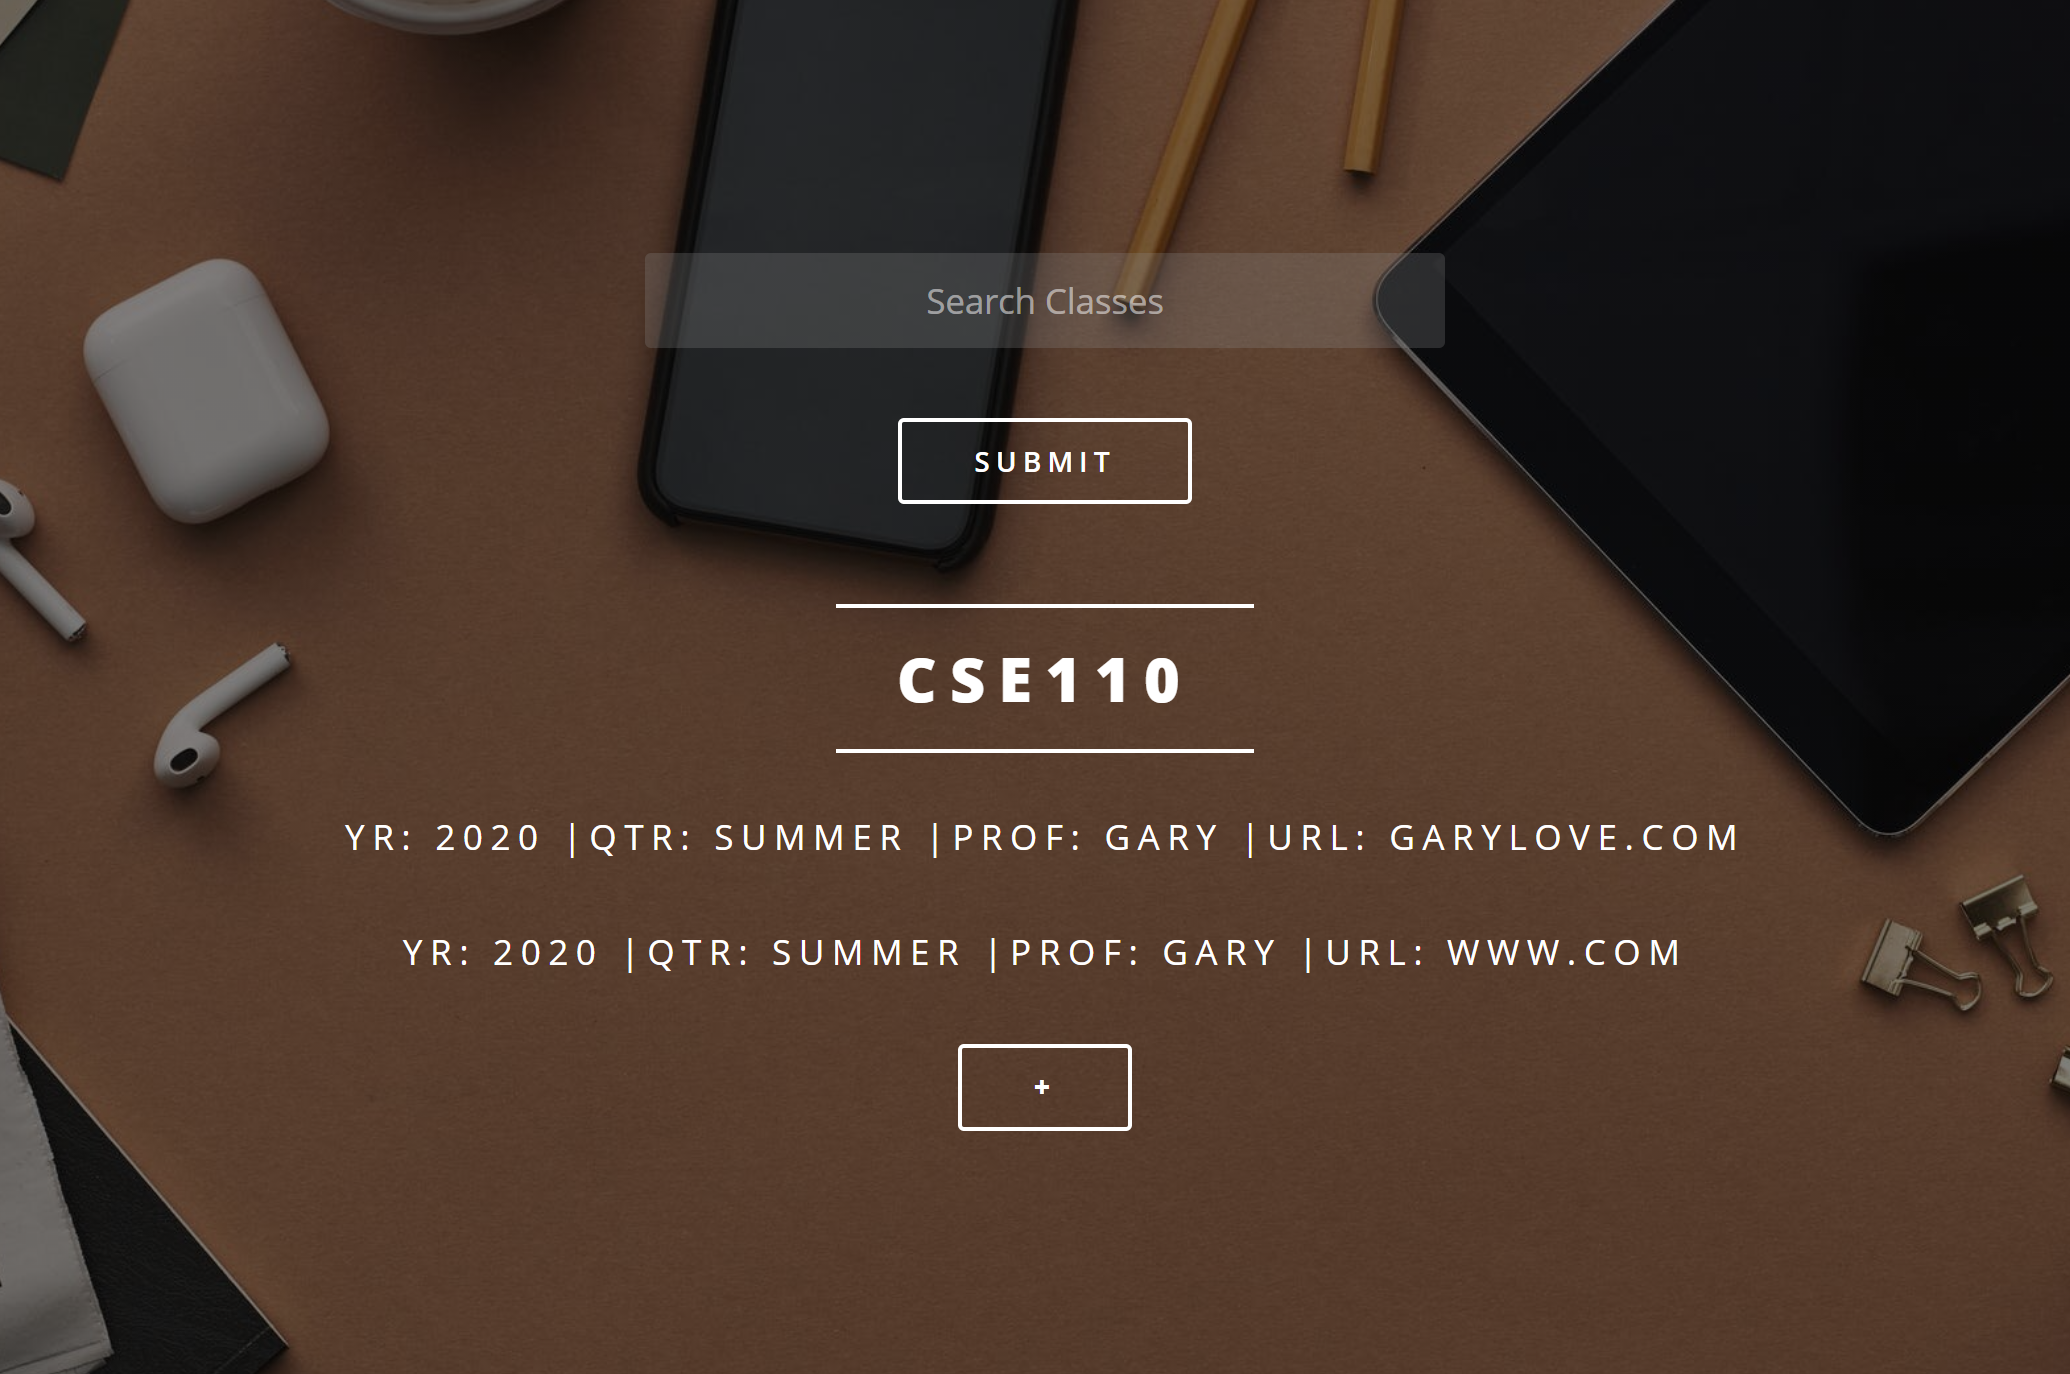 Search Classes
SUBMIT
CSE110
YR: 2020 |QTR: SUMMER |PROF: GARY |URL: GARYLOVE.COM
YR: 2020 |QTR: SUMMER |PROF: GARY |URL: WWW.COM
+